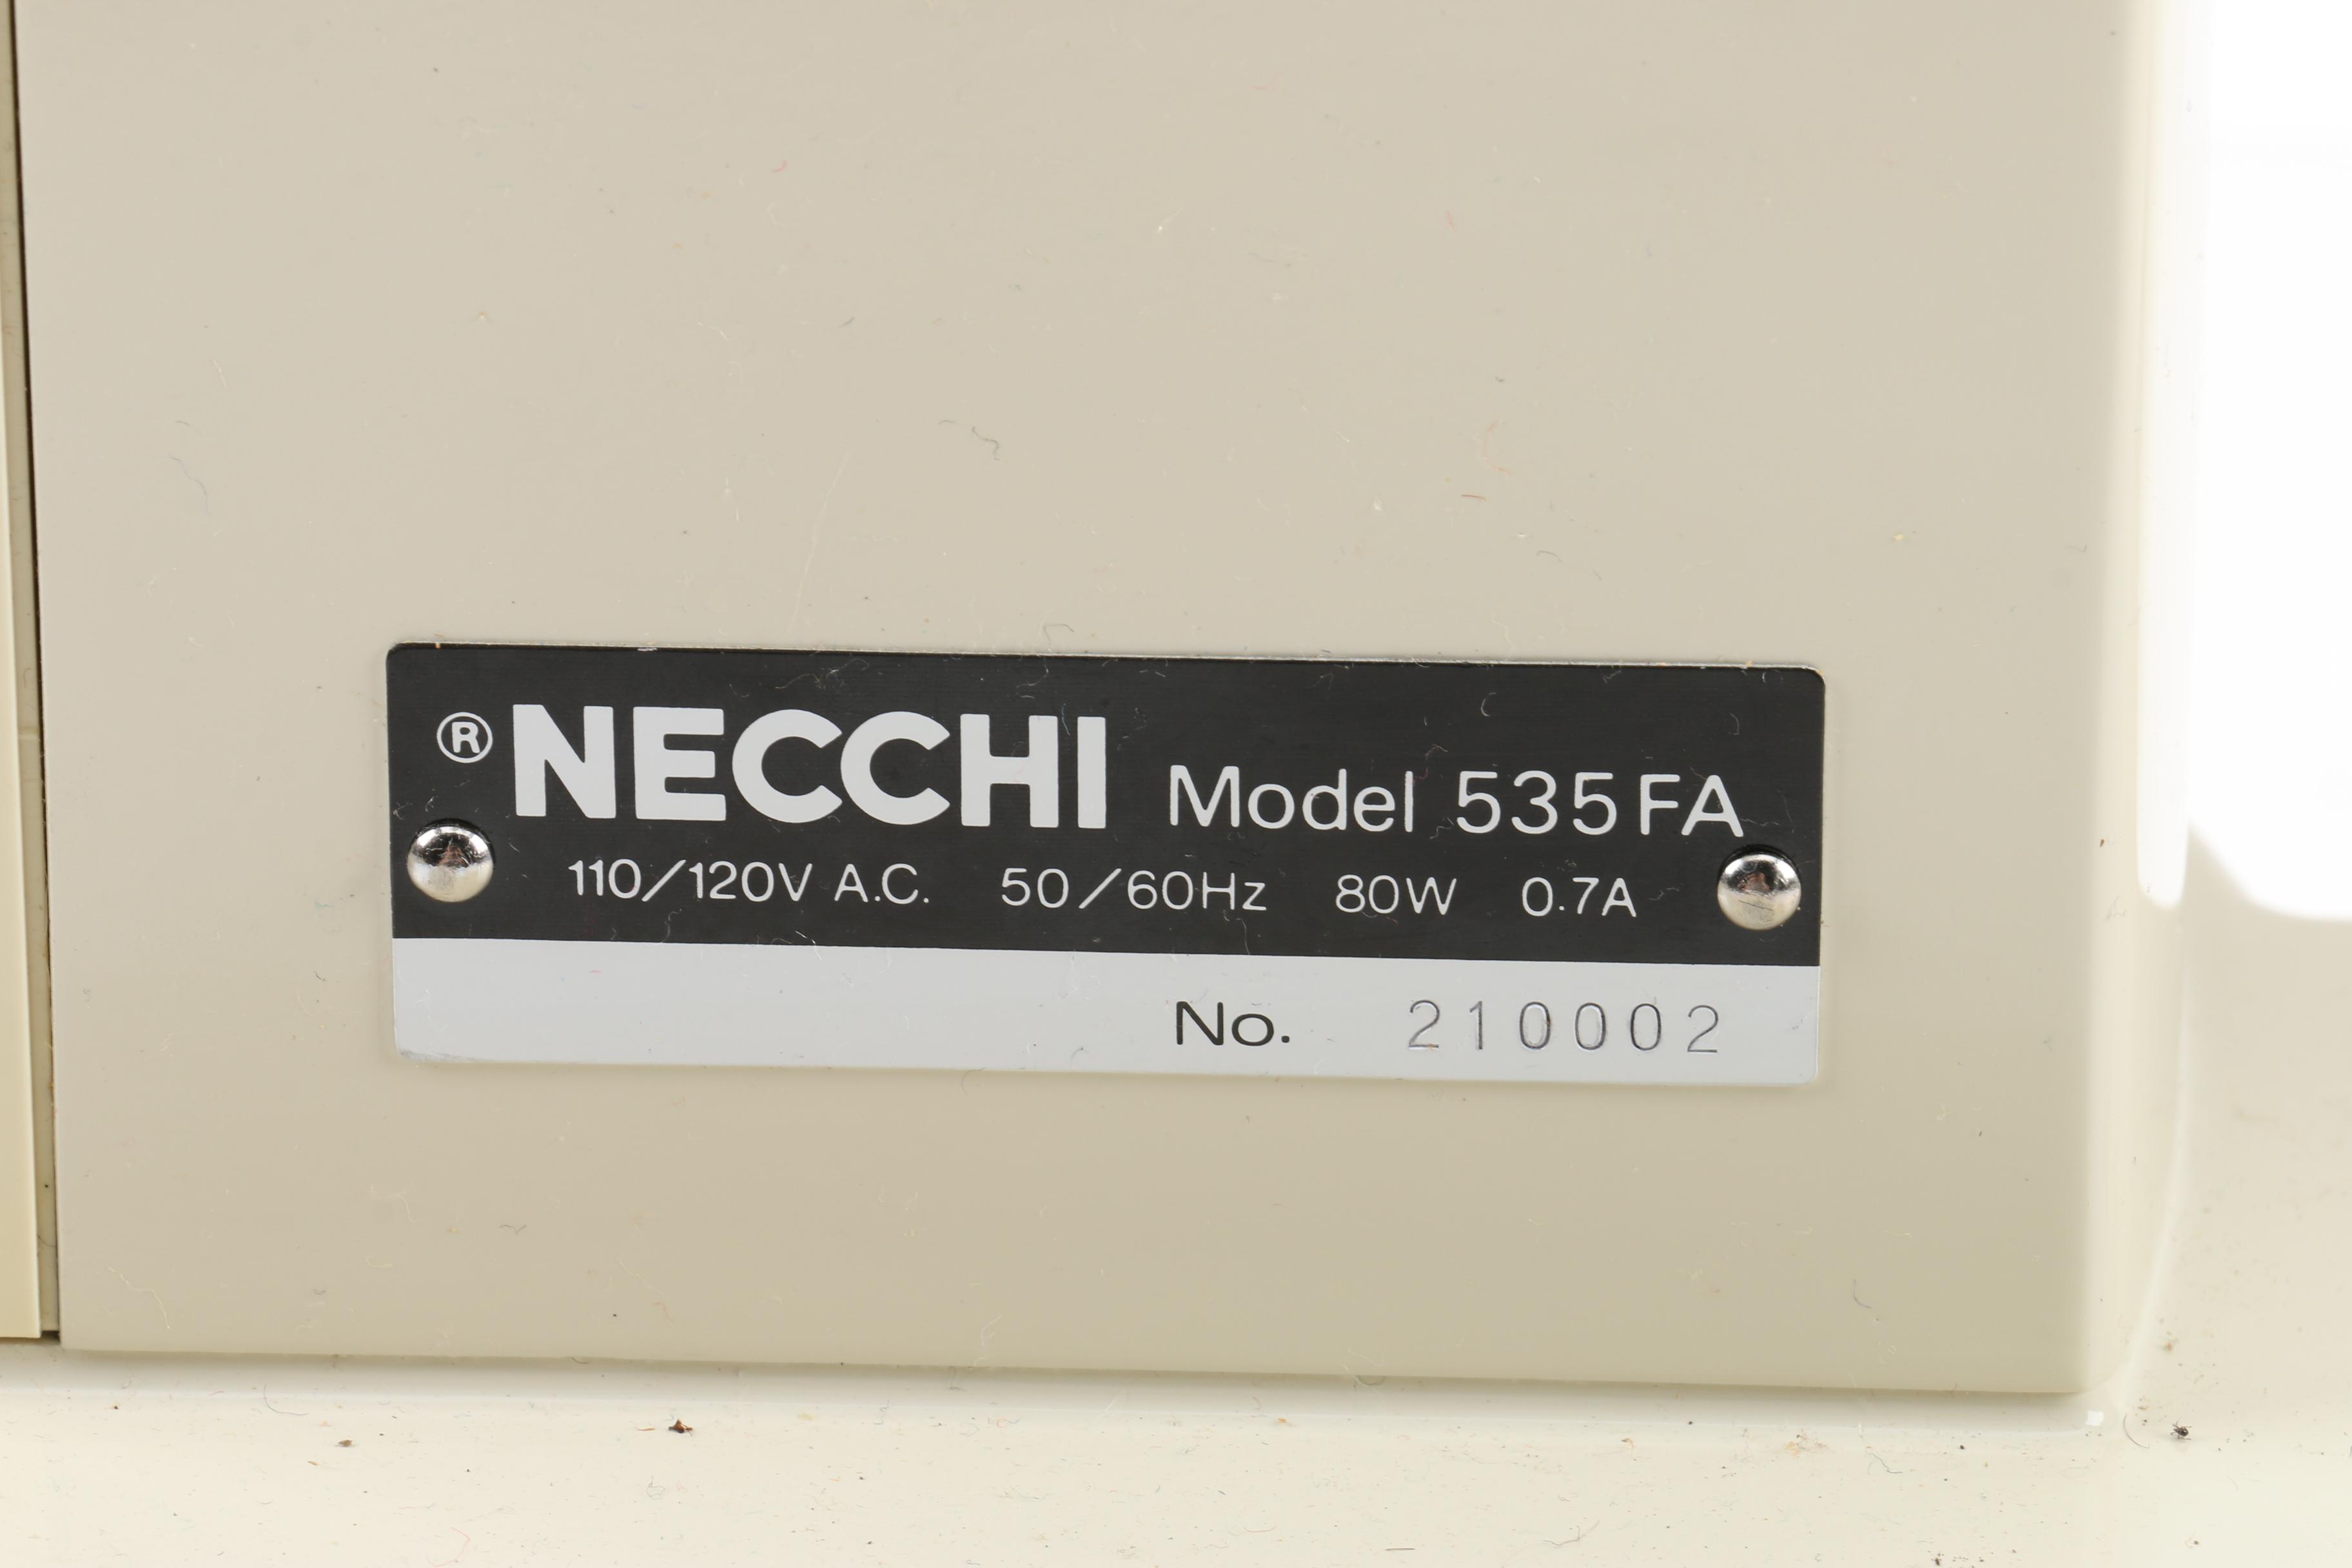 ® NECCHI Model 535FA
110/120V A.C. 50/60Hz 80W 0.7A
No. 210002